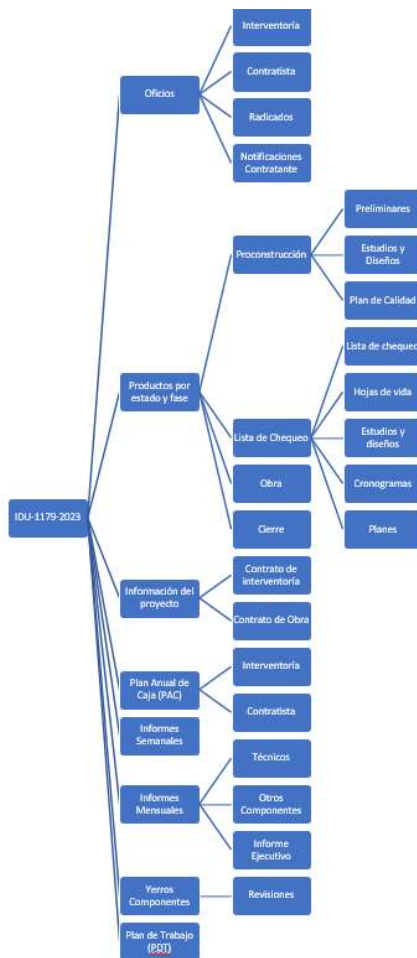 IDU-1179-2023
Oficios
Interventoría
Contratista
Radicados
Notificaciones
Contratante
Productos por
estado y fase
Proconstrucción
Preliminares
Estudios y
Diseños
Plan de Calidad
Lista de Chequeo
Lista de chequeo
Hojas de vida
Estudios y
diseños
Cronogramas
Planes
Obra
Cierre
Información del
proyecto
Contrato de
interventoría
Contrato de Obra
Plan Anual de
Caja (PAC)
Interventoría
Contratista
Informes
Semanales
Informes
Mensuales
Técnicos
Otros
Componentes
Informe
Ejecutivo
Yerros
Componentes
Revisiones
Plan de Trabajo
(PDT)